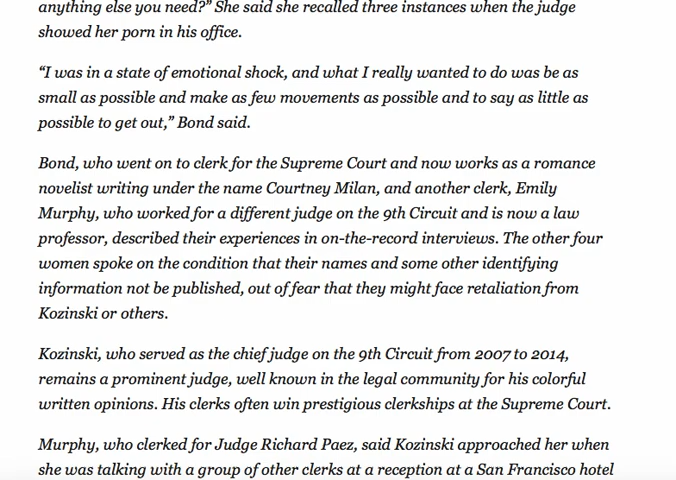 anything else you need?” She said she recalled three instances when the judge
showed her porn in his office.
“I was in a state of emotional shock, and what I really wanted to do was be as
small as possible and make as few movements as possible and to say as little as
possible to get out,” Bond said.
Bond, who went on to clerk for the Supreme Court and now works as a romance
novelist writing under the name Courtney Milan, and another clerk, Emily
Murphy, who worked for a different judge on the 9th Circuit and is now a law
professor, described their experiences in on-the-record interviews. The other four
women spoke on the condition that their names and some other identifying
information not be published, out of fear that they might face retaliation from
Kozinski or others.
Kozinski, who served as the chief judge on the 9th Circuit from 2007 to 2014,
remains a prominent judge, well known in the legal community for his colorful
written opinions. His clerks often win prestigious clerkships at the Supreme Court.
Murphy, who clerked for Judge Richard Paez, said Kozinski approached her when
she was talking with a group of other clerks at a reception at a San Francisco hotel